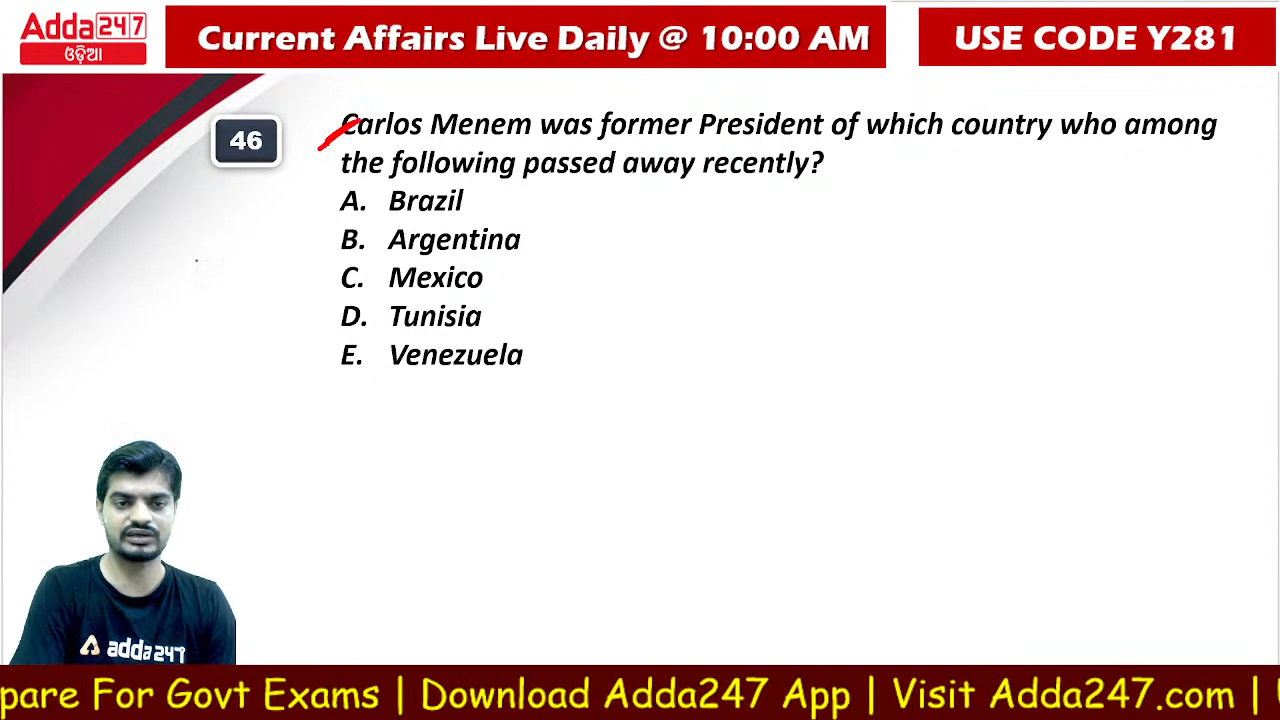 Adda247
ଓଡ଼ିଆ
Current Affairs Live Daily @ 10:00 AM
USE CODE Y281
46
Carlos Menem was former President of which country who among
the following passed away recently?
A. Brazil
B. Argentina
C. Mexico
D. Tunisia
E. Venezuela
adda247
pare For Govt Exams | Download Adda247 App | Visit Adda247.com |